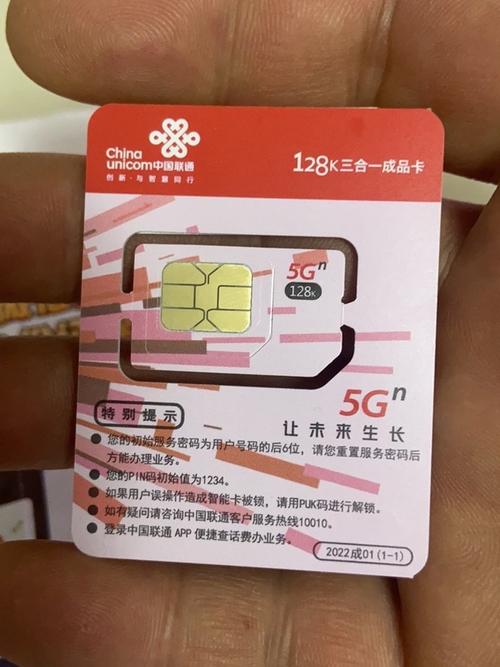 China
unicom中国联通
创新·与智慧同行
128K三合一成品卡
5Gⁿ
128K
5Gⁿ
让未来生长
特别提示
● 您的初始服务密码为用户号码的后6位，请您重置服务密码后
方能办理业务。
● 您的PIN码初始值为1234。
● 如果用户误操作造成智能卡被锁，请用PUK码进行解锁。
● 如有疑问请咨询中国联通客户服务热线10010。
● 登录中国联通 APP 便捷查话费办业务。
2022成01(1-1)